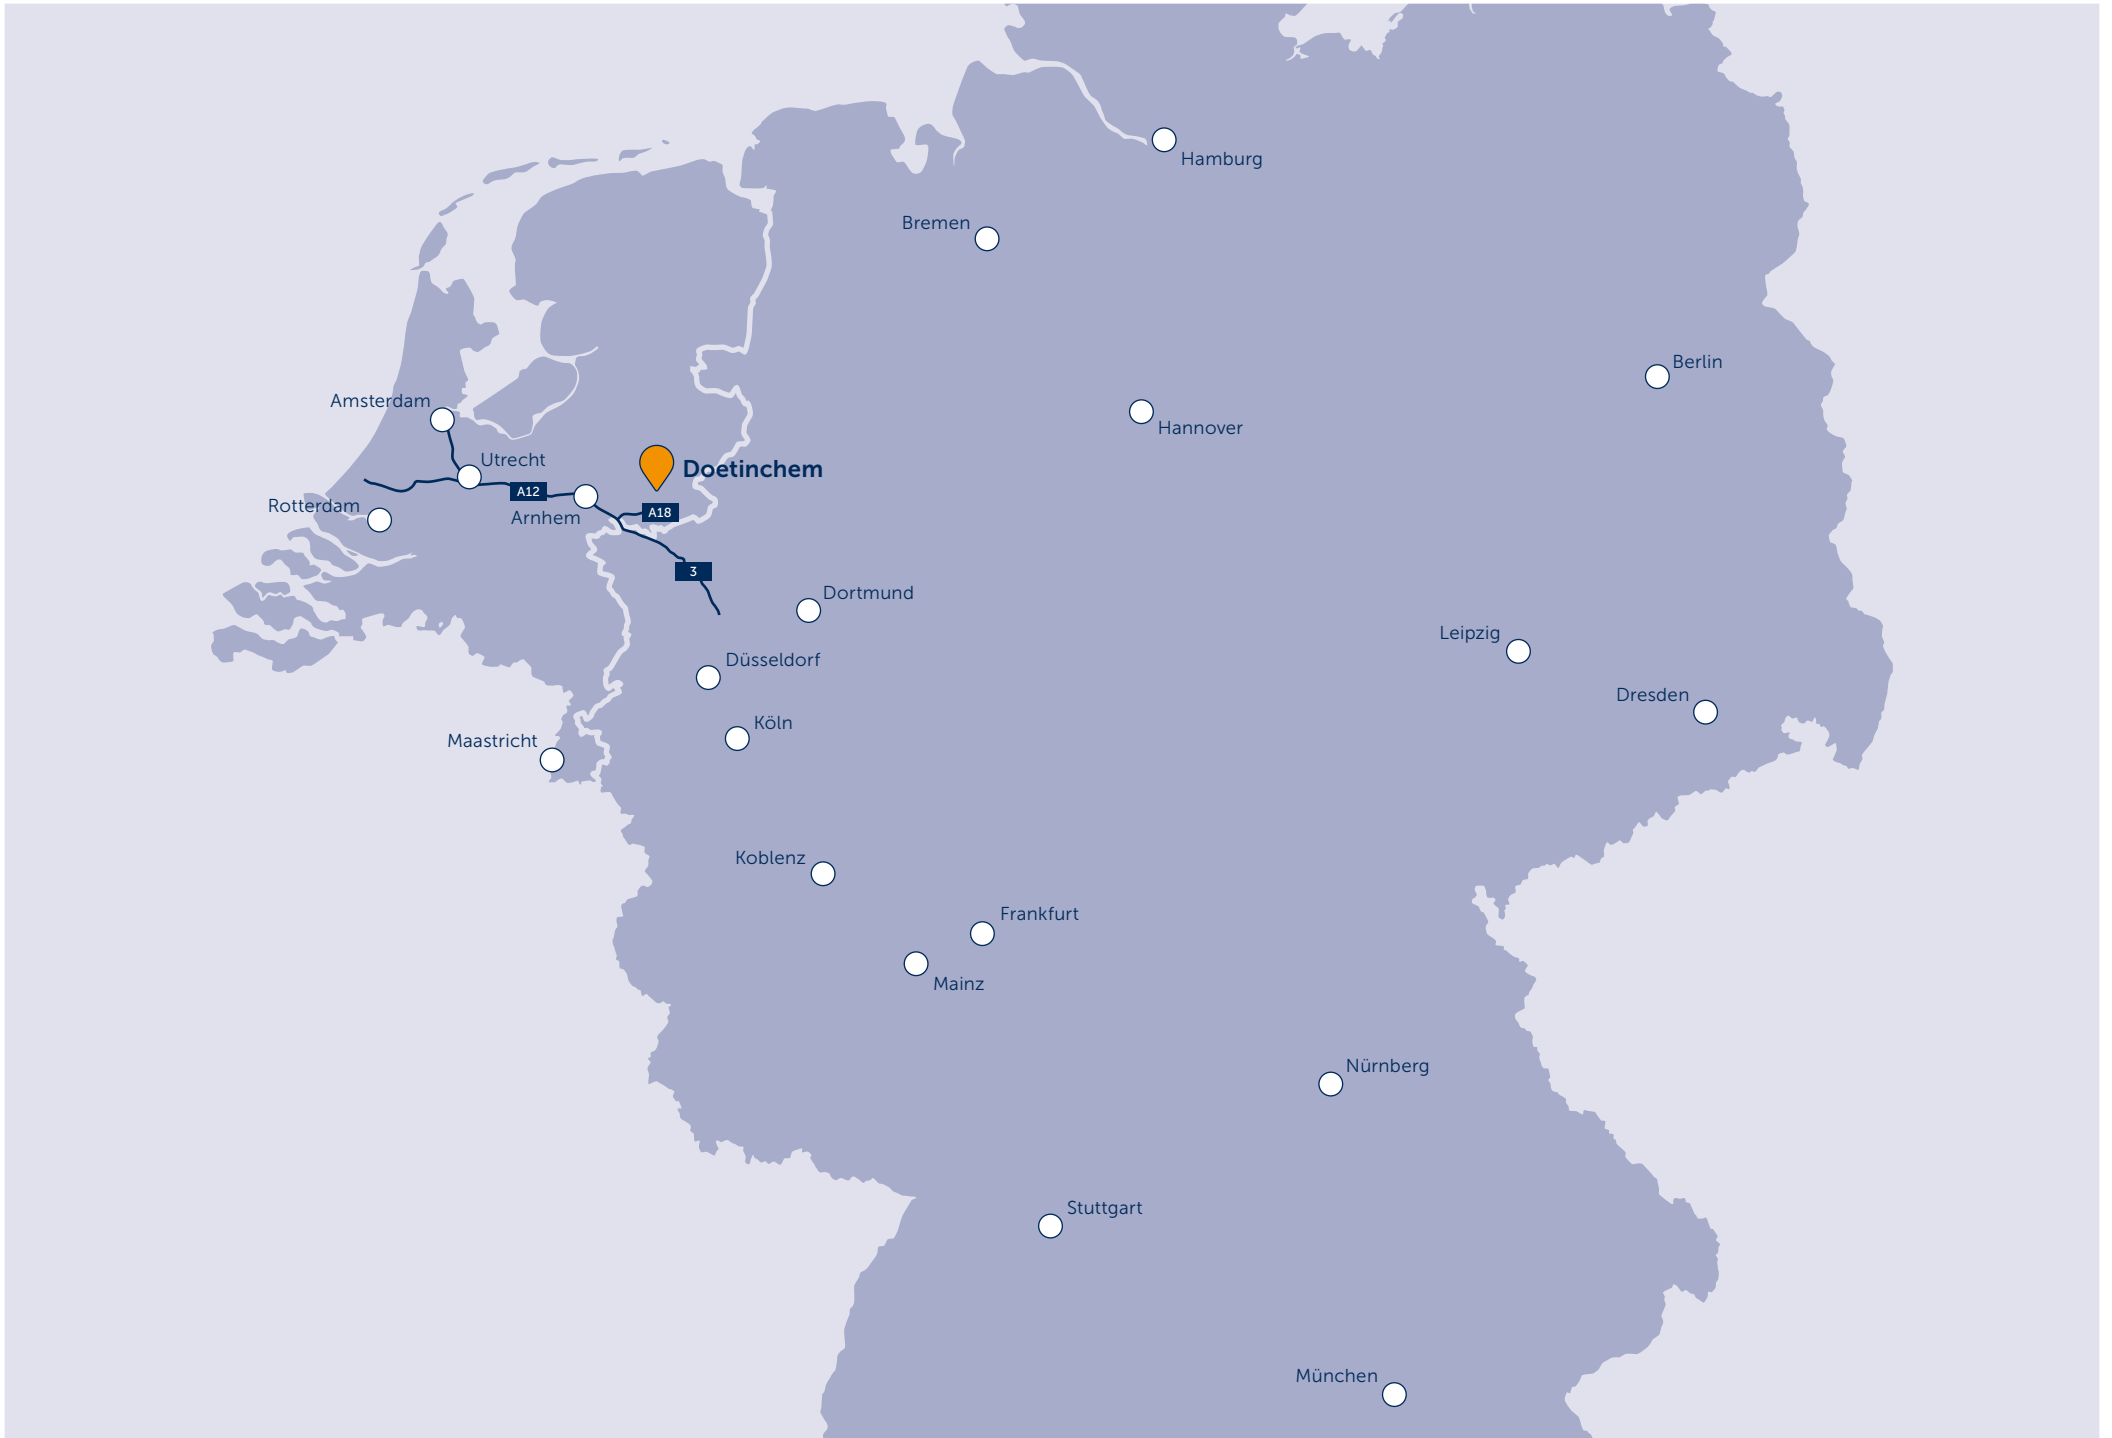 Hamburg
Bremen
Berlin
Amsterdam
Hannover
Utrecht
Doetinchem
A12
Rotterdam
A18
Arnhem
3
Dortmund
Leipzig
Düsseldorf
Dresden
Köln
Maastricht
Koblenz
Frankfurt
Mainz
Nürnberg
Stuttgart
München